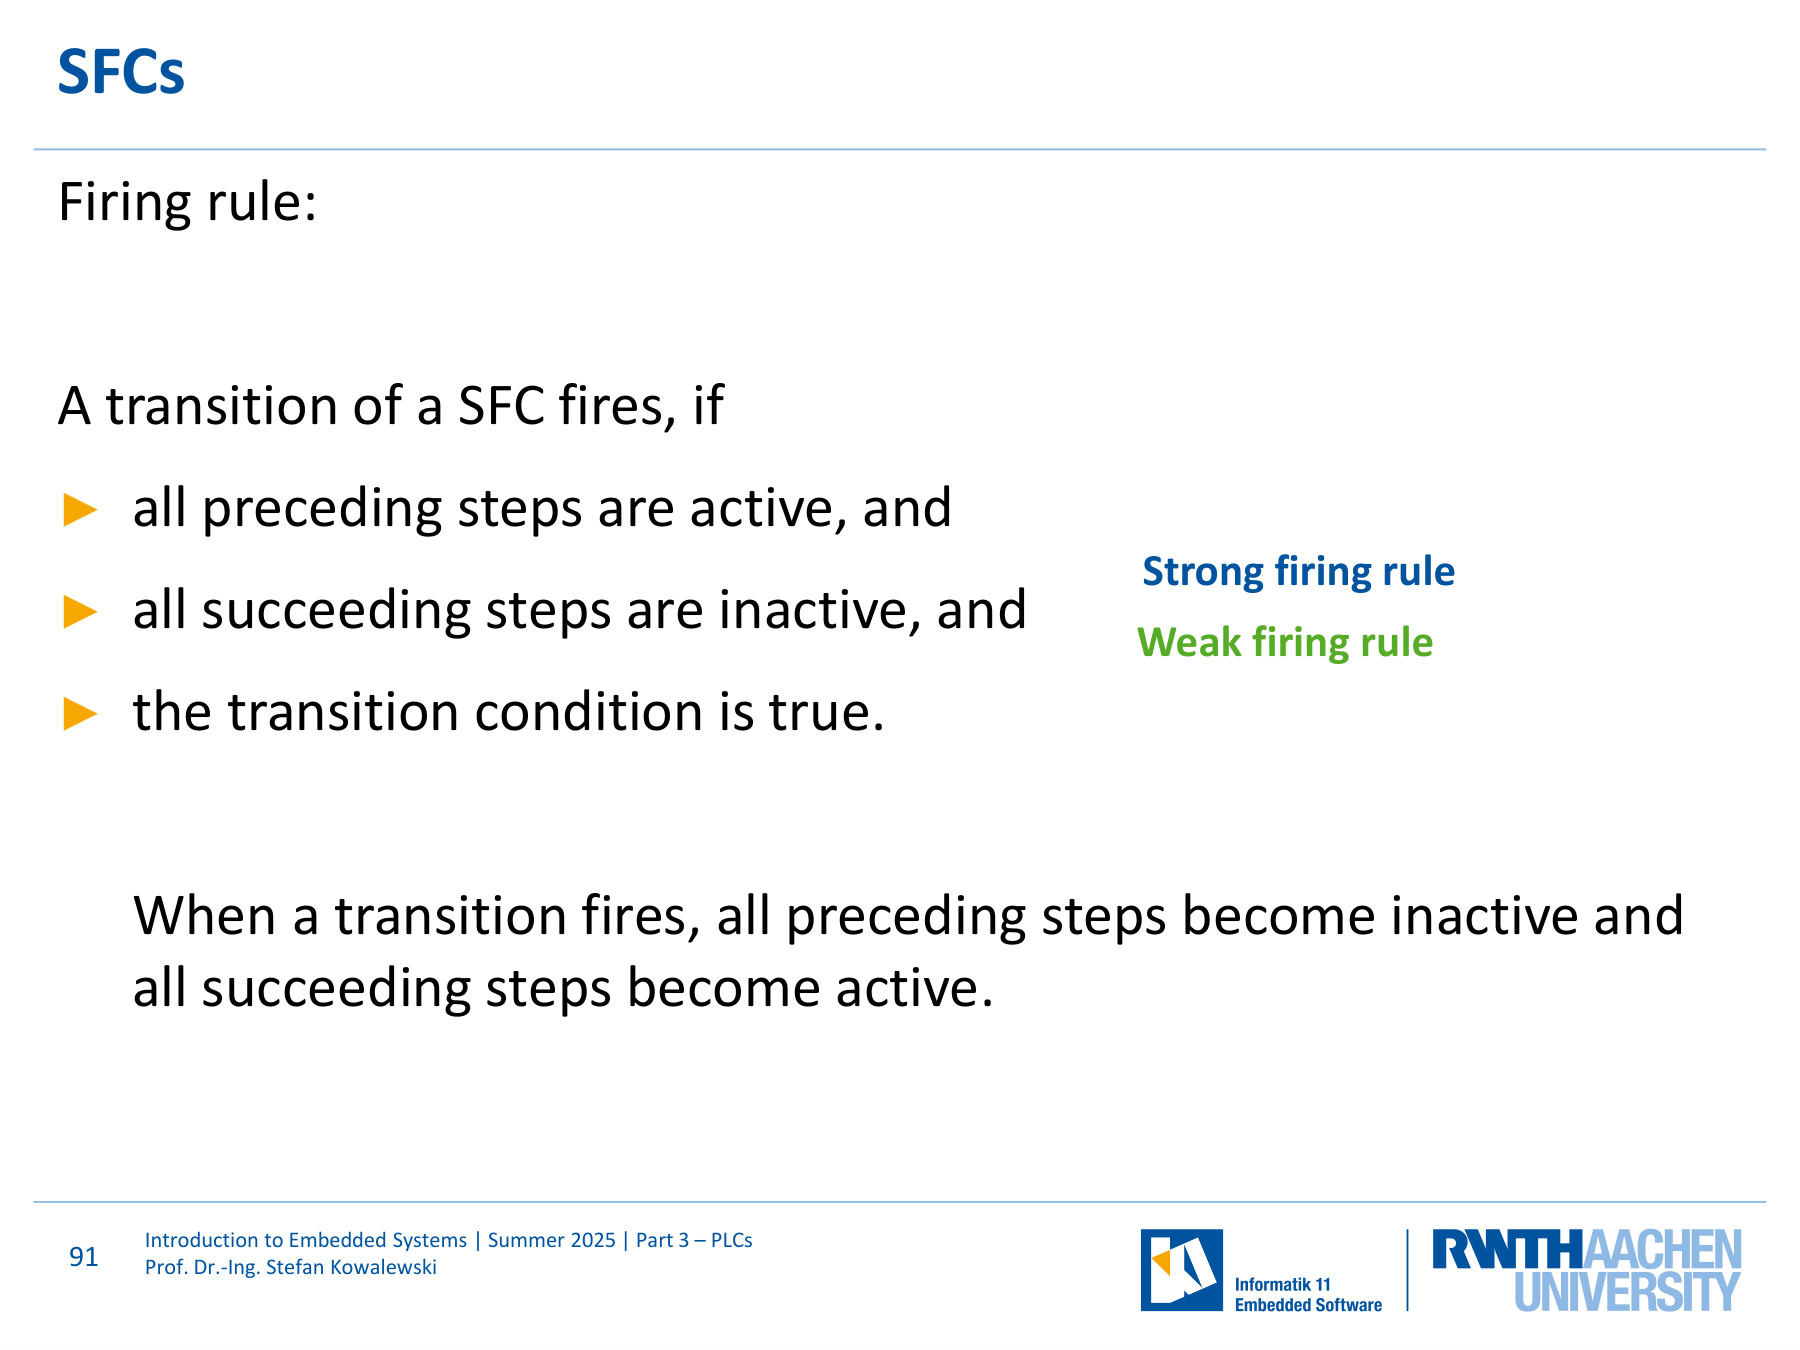 SFCs
Firing rule:
A transition of a SFC fires, if
► all preceding steps are active, and
► all succeeding steps are inactive, and
Strong firing rule
Weak firing rule
► the transition condition is true.
When a transition fires, all preceding steps become inactive and
all succeeding steps become active.
91
Introduction to Embedded Systems | Summer 2025 | Part 3 – PLCs
Prof. Dr.-Ing. Stefan Kowalewski
Informatik 11
Embedded Software
RWTHAACHEN
UNIVERSITY